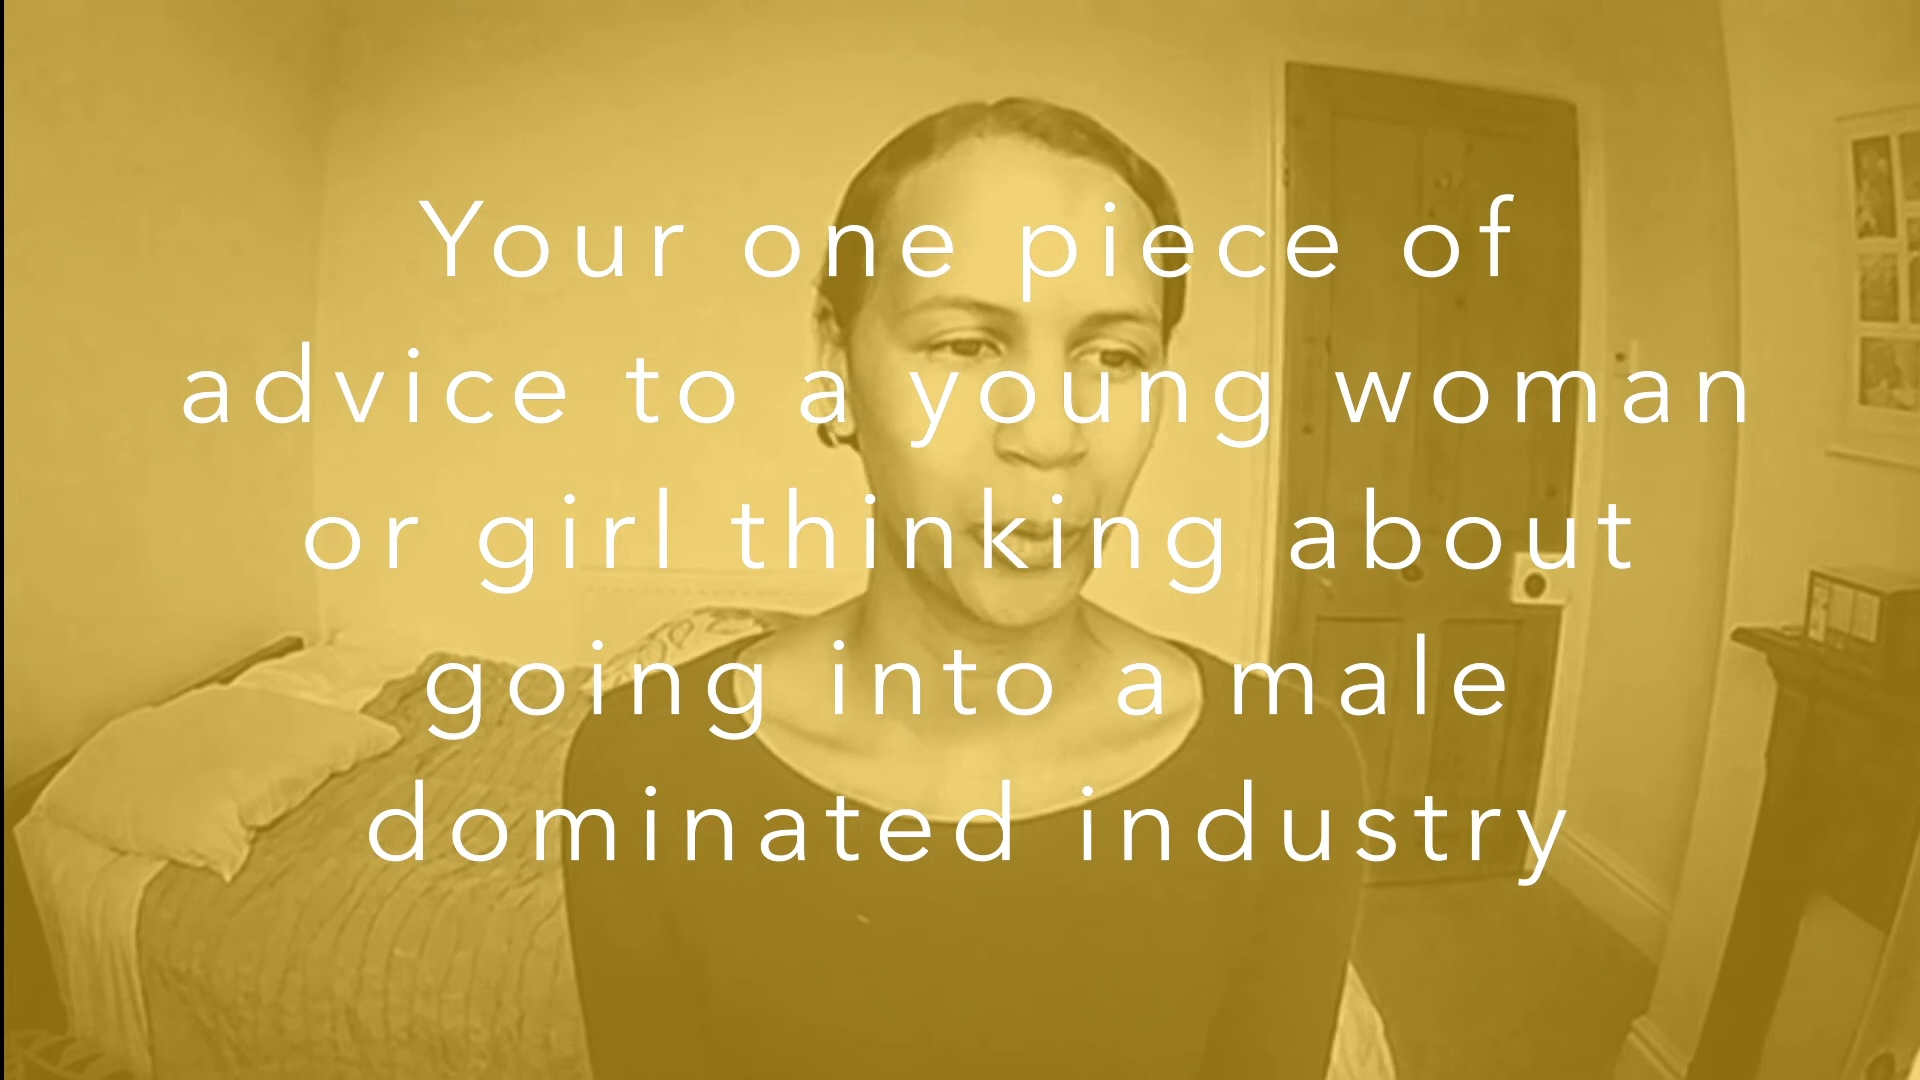 Your one piece of
advice to a young woman
or girl thinking about
going into a male
dominated industry